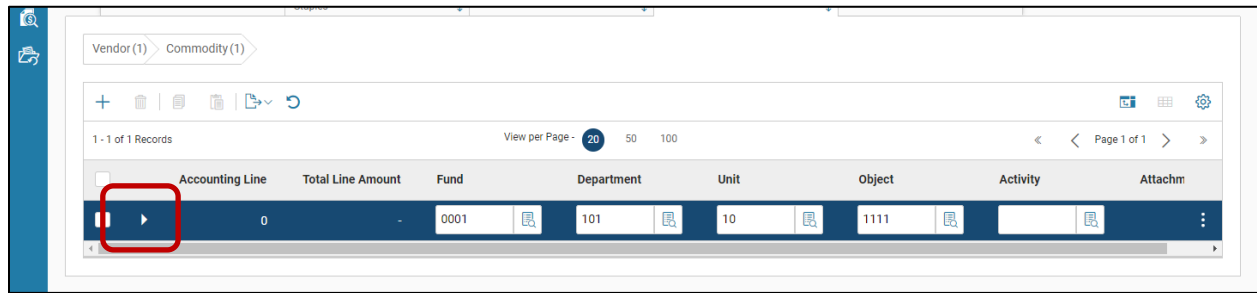 Vendor (1) Commodity (1)
1 - 1 of 1 Records View per Page - 20 50 100 « < Page 1 of 1 > »
Accounting Line Total Line Amount Fund Department Unit Object Activity Attachm
0 - 0001 101 10 1111